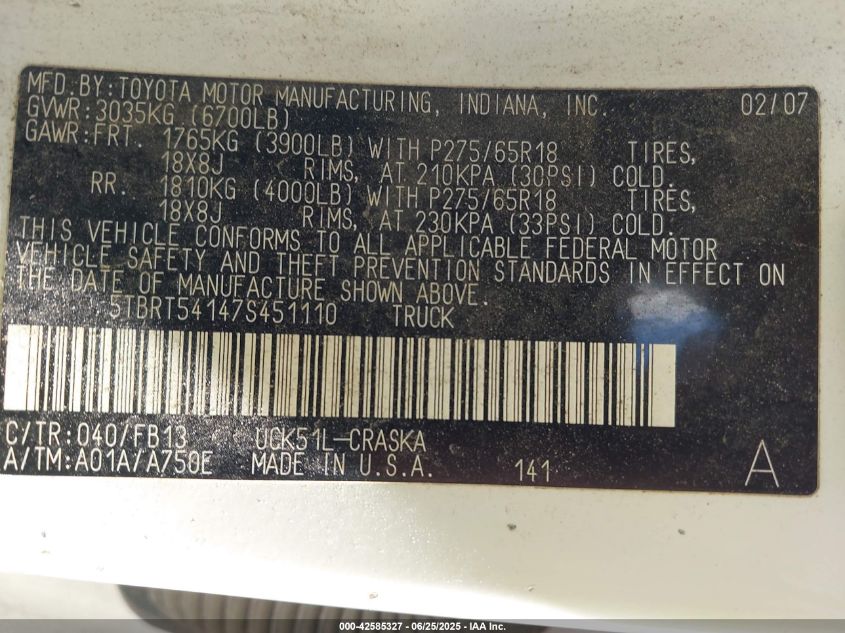 MFD.BY:TOYOTA MOTOR MANUFACTURING, INDIANA, INC. 02/07
GVWR:3035KG (6700LB)
GAWR:FRT. 1765KG (3900LB) WITH P275/65R18 TIRES,
18X8J RIMS, AT 210KPA (30PSI) COLD.
RR. 1810KG (4000LB) WITH P275/65R18 TIRES,
18X8J RIMS, AT 230KPA (33PSI) COLD.
THIS VEHICLE CONFORMS TO ALL APPLICABLE FEDERAL MOTOR
VEHICLE SAFETY AND THEFT PREVENTION STANDARDS IN EFFECT ON
THE DATE OF MANUFACTURE SHOWN ABOVE.
5TBRT54147S451110 TRUCK
C/TR:040/FB13 UCK51L-CRASKA
A/TM:A01A/A750E MADE IN U.S.A. 141 A
000-42585327 - 06/25/2025 - IAA Inc.